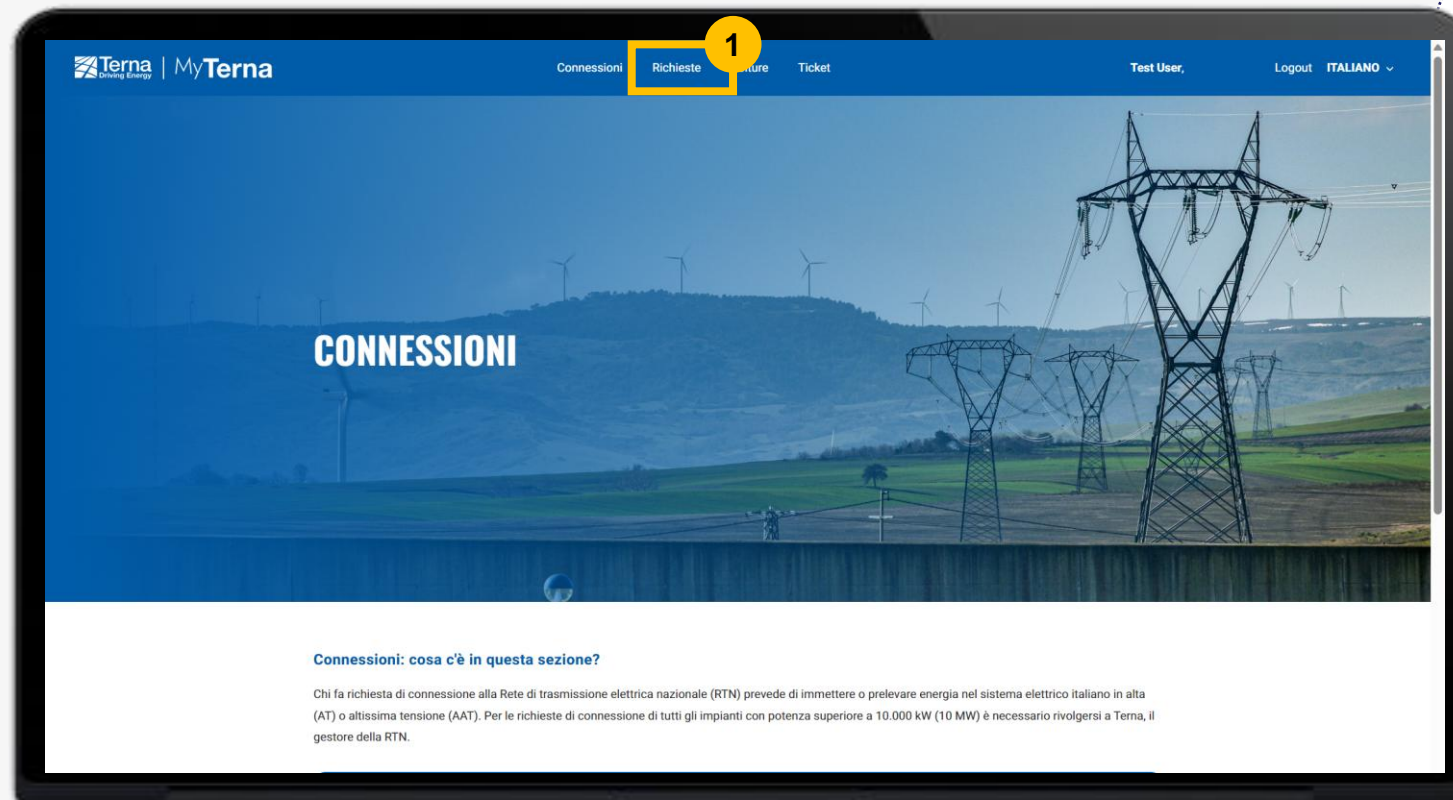 1
Terna
Driving Energy
MyTerna
Connessioni Richieste ture Ticket
Test User, Logout ITALIANO
CONNESSIONI
Connessioni: cosa c'è in questa sezione?
Chi fa richiesta di connessione alla Rete di trasmissione elettrica nazionale (RTN) prevede di immettere o prelevare energia nel sistema elettrico italiano in alta
(AT) o altissima tensione (AAT). Per le richieste di connessione di tutti gli impianti con potenza superiore a 10.000 kW (10 MW) è necessario rivolgersi a Terna, il
gestore della RTN.